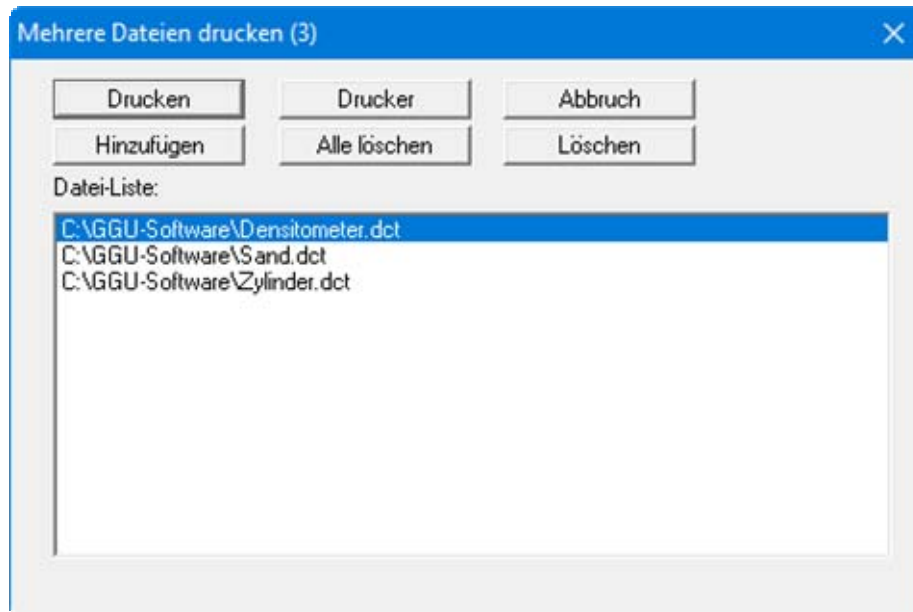 Mehrere Dateien drucken (3)
Drucken Drucker Abbruch
Hinzufügen Alle löschen Löschen
Datei-Liste:
C:\GGU-Software\Densitometer.dct
C:\GGU-Software\Sand.dct
C:\GGU-Software\Zylinder.dct